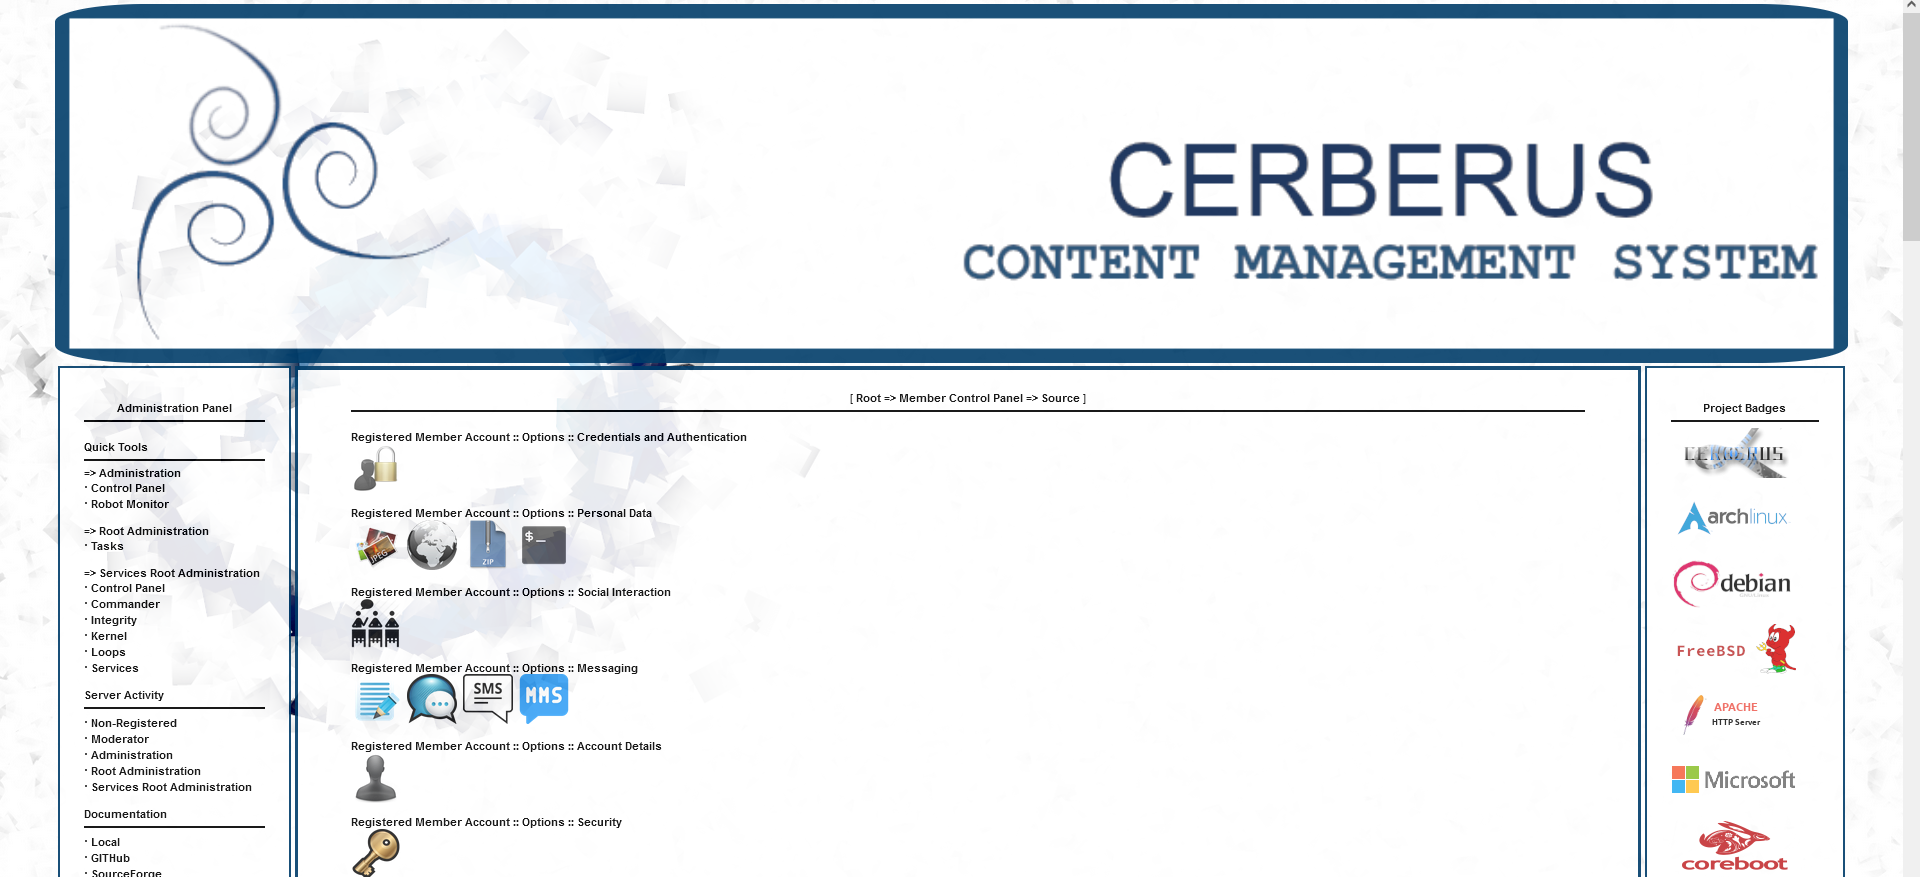 CERBERUS
CONTENT MANAGEMENT SYSTEM
Administration Panel
Quick Tools
=> Administration
· Control Panel
· Robot Monitor
=> Root Administration
· Tasks
=> Services Root Administration
· Control Panel
· Commander
· Integrity
· Kernel
· Loops
· Services
Server Activity
· Non-Registered
· Moderator
· Administration
· Root Administration
· Services Root Administration
Documentation
· Local
· GITHub
· SourceForge
[ Root => Member Control Panel => Source ]
Registered Member Account :: Options :: Credentials and Authentication
Registered Member Account :: Options :: Personal Data
JPEG
ZIP
$_
Registered Member Account :: Options :: Social Interaction
Registered Member Account :: Options :: Messaging
SMS
MMS
Registered Member Account :: Options :: Account Details
Registered Member Account :: Options :: Security
Project Badges
CERBERUS
archlinux
debian
FreeBSD
APACHE
HTTP Server
Microsoft
coreboot